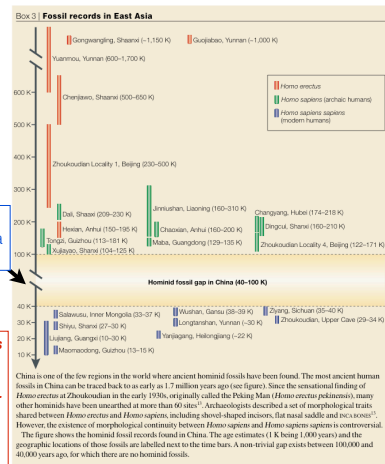 Box 3 | Fossil records in East Asia
Gongwangling, Shaanxi (~1,150 K)
Guojiabao, Yunnan (~1,000 K)
Yuanmou, Yunnan (600–1,700 K)
Homo erectus
Homo sapiens (archaic humans)
Homo sapiens sapiens
(modern humans)
600 K
Chenjiawo, Shaanxi (500–650 K)
500 K
400 K
Zhoukoudian Locality 1, Beijing (230–500 K)
300 K
Jinniushan, Liaoning (160–310 K)
Changyang, Hubei (174–218 K)
200 K
Dali, Shaaxi (209–230 K)
Hexian, Anhui (150–195 K)
Chaoxian, Anhui (160–200 K)
Dingcui, Shanxi (160–210 K)
Tongzi, Guizhou (113–181 K)
Maba, Guangdong (129–135 K)
Zhoukoudian Locality 4, Beijing (122–171 K)
Xujiayao, Shanxi (104–125 K)
100 K
Hominid fossil gap in China (40–100 K)
40 K
Salawusu, Inner Mongolia (33–37 K)
Wushan, Gansu (38–39 K)
Ziyang, Sichuan (35–40 K)
30 K
Shiyu, Shanxi (27–30 K)
Longtanshan, Yunnan (~30 K)
Zhoukoudian, Upper Cave (29–34 K)
20 K
Liujiang, Guangxi (10–30 K)
Yanjiagang, Heilongjiang (~22 K)
10 K
Maomaodong, Guizhou (13–15 K)
China is one of the few regions in the world where ancient hominid fossils have been found. The most ancient human
fossils in China can be traced back to as early as 1.7 million years ago (see figure). Since the sensational finding of
Homo erectus at Zhoukoudian in the early 1930s, originally called the Peking Man (Homo erectus pekinensis), many
other hominids have been unearthed at more than 60 sites. Archaeologists described a set of morphological traits
shared between Homo erectus and Homo sapiens, including shovel-shaped incisors, flat nasal saddle and INCA BONES.
However, the existence of morphological continuity between Homo sapiens and Homo sapiens sapiens is controversial.
The figure shows the hominid fossil records found in China. The age estimates (1 K being 1,000 years) and the
geographic locations of those fossils are labelled next to the time bars. A non-trivial gap exists between 100,000 and
40,000 years ago, for which there are no hominid fossils.